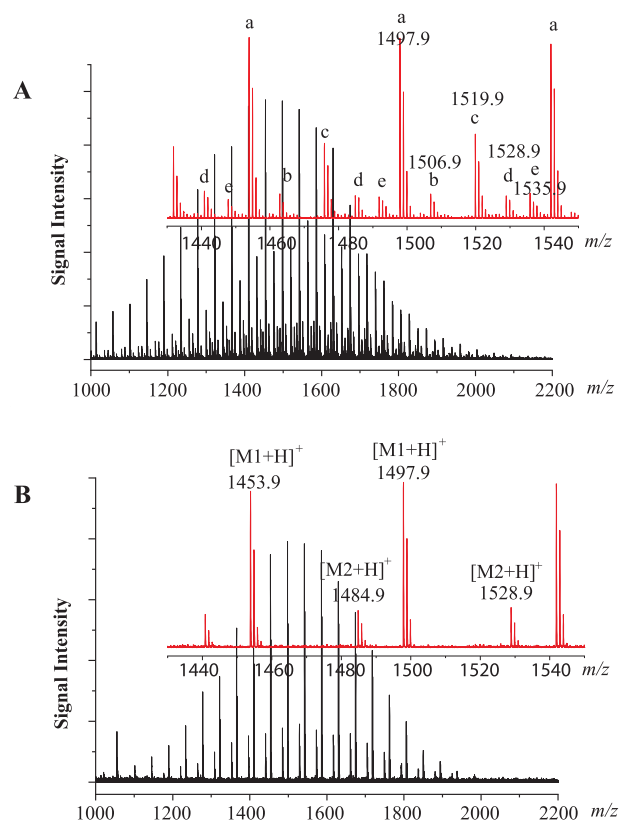 a
a
a
1497.9
A
1519.9
c
c
1528.9
1506.9
d
e
b
d
e
b
d
e
1535.9
1440
1460
1480
1500
1520
1540
m/z
Signal Intensity
1000
1200
1400
1600
1800
2000
2200
m/z
B
[M1+H]+
1453.9
[M1+H]+
1497.9
[M2+H]+
1484.9
[M2+H]+
1528.9
1440
1460
1480
1500
1520
1540
m/z
Signal Intensity
1000
1200
1400
1600
1800
2000
2200
m/z